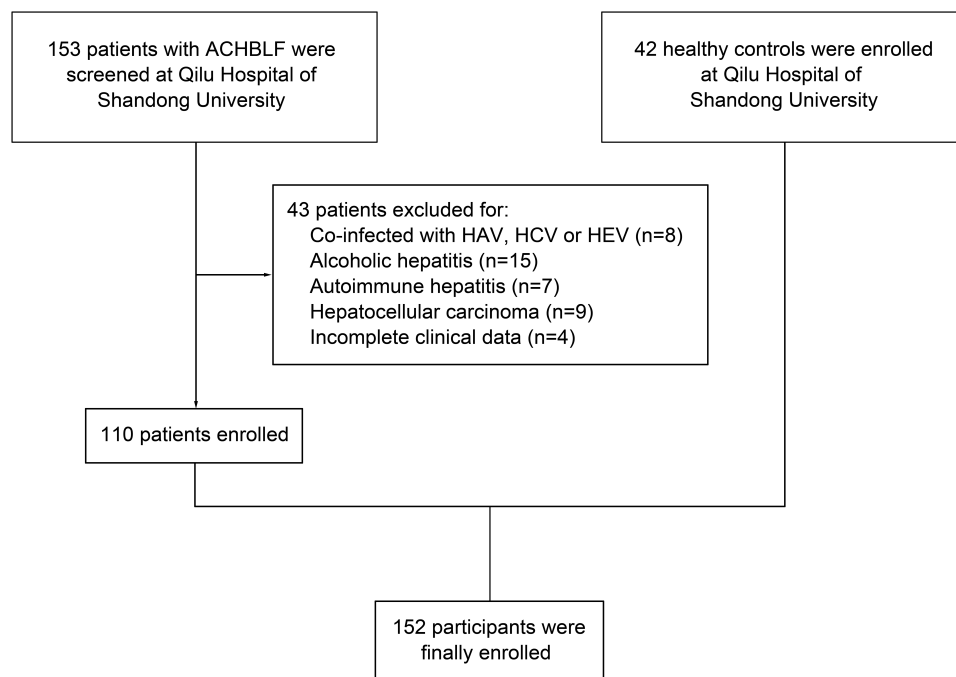 153 patients with ACHBLF were
screened at Qilu Hospital of
Shandong University
42 healthy controls were enrolled
at Qilu Hospital of
Shandong University
43 patients excluded for:
Co-infected with HAV, HCV or HEV (n=8)
Alcoholic hepatitis (n=15)
Autoimmune hepatitis (n=7)
Hepatocellular carcinoma (n=9)
Incomplete clinical data (n=4)
110 patients enrolled
152 participants were
finally enrolled